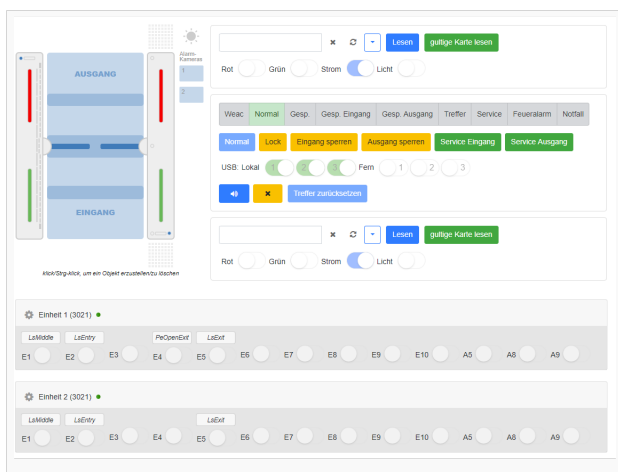 Alarm-
Kameras
1
2
AUSGANG
EINGANG
klick/Strg-klick, um ein Objekt erzustellen/zu löschen
Lesen gultige Karte lesen
Rot Grün Strom Licht
Weac Normal Gesp. Gesp. Eingang Gesp. Ausgang Treffer Service Feueralarm Notfall
Normal Lock Eingang sperren Ausgang sperren Service Eingang Service Ausgang
USB: Lokal 1 2 3 Fern 1 2 3
Treffer zurücksetzen
Lesen gultige Karte lesen
Rot Grün Strom Licht
Einheit 1 (3021)
LsMiddle LsEntry PeOpenExit LsExit
E1 E2 E3 E4 E5 E6 E7 E8 E9 E10 A5 A8 A9
Einheit 2 (3021)
LsMiddle LsEntry LsExit
E1 E2 E3 E4 E5 E6 E7 E8 E9 E10 A5 A8 A9